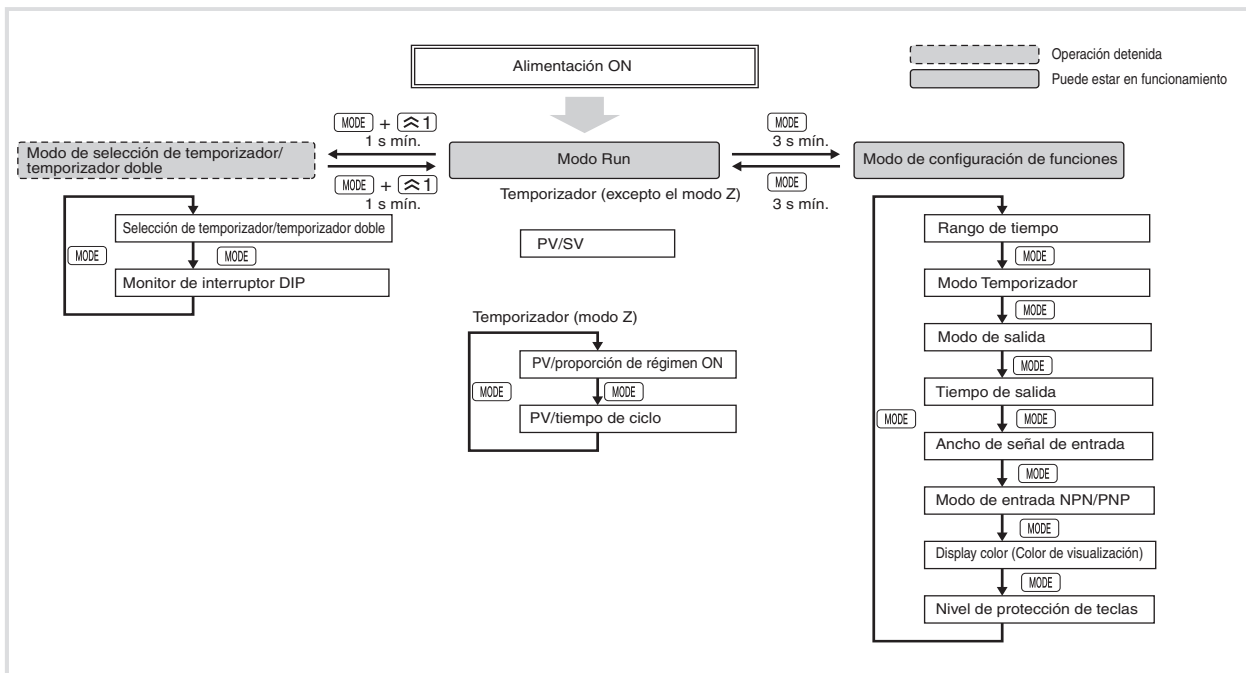 Alimentación ON
Operación detenida
Puede estar en funcionamiento
MODE + 1
1 s mín.
MODE
3 s mín.
Modo de selección de temporizador/
temporizador doble
Modo Run
Modo de configuración de funciones
MODE + 1
1 s mín.
MODE
3 s mín.
Selección de temporizador/temporizador doble
MODE
MODE
Monitor de interruptor DIP
Temporizador (excepto el modo Z)
PV/SV
Temporizador (modo Z)
PV/proporción de régimen ON
MODE
MODE
PV/tiempo de ciclo
Rango de tiempo
MODE
Modo Temporizador
MODE
Modo de salida
MODE
Tiempo de salida
MODE
MODE
Ancho de señal de entrada
MODE
Modo de entrada NPN/PNP
MODE
Display color (Color de visualización)
MODE
Nivel de protección de teclas